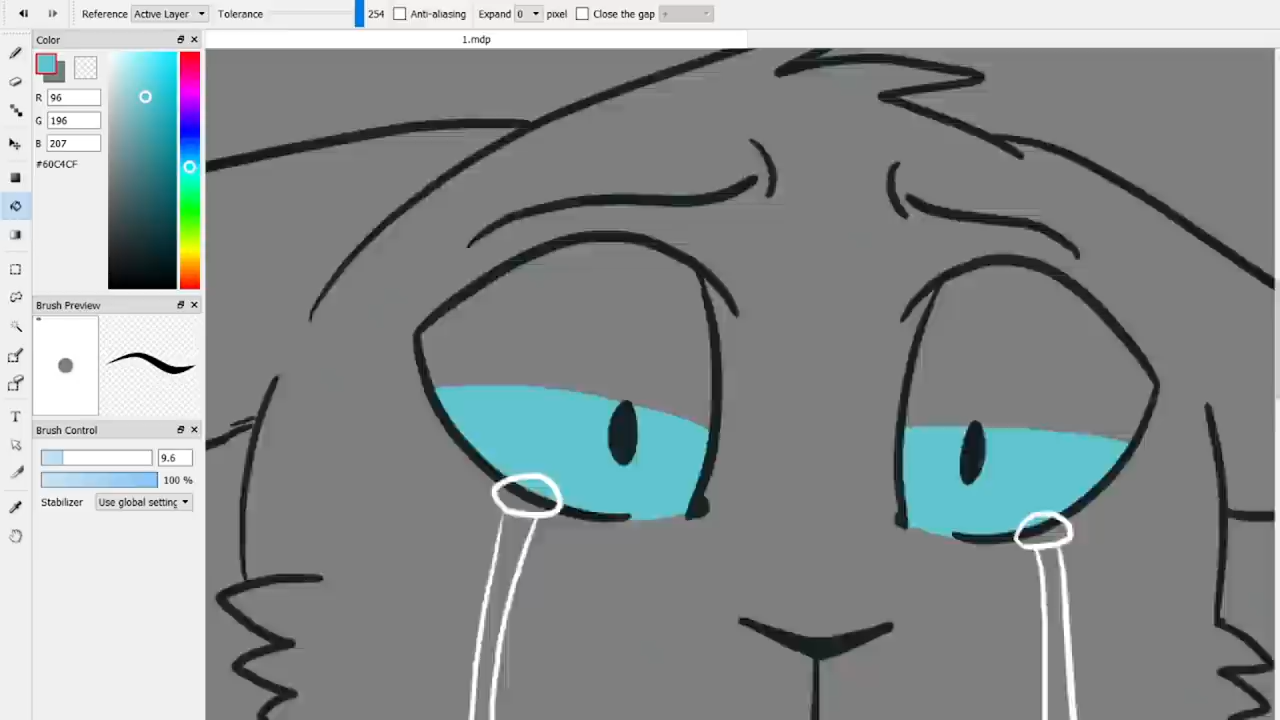 Reference Active Layer Tolerance 254 Anti-aliasing Expand 0 pixel Close the gap
Color
1.mdp
R 96
G 196
B 207
#60C4CF
Brush Preview
Brush Control
9.6
100 %
Stabilizer Use global setting
T